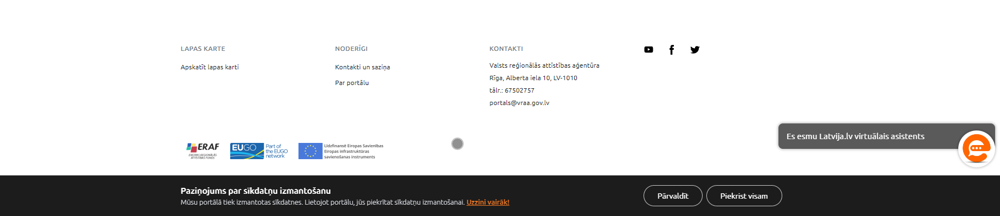 LAPAS KARTE
Apskatīt lapas karti
NODERĪGI
Kontakti un saziņa
Par portālu
KONTAKTI
Valsts reģionālās attīstības aģentūra
Rīga, Alberta iela 10, LV-1010
tālr.: 67502757
portals@vraa.gov.lv
ERAF
EIROPAS REĢIONĀLĀS
ATTĪSTĪBAS FONDS
EUGO
Part of
the EUGO
network
Līdzfinansē Eiropas Savienības
Eiropas infrastruktūras
savienošanas instruments
Es esmu Latvija.lv virtuālais asistents
Paziņojums par sīkdatņu izmantošanu
Mūsu portālā tiek izmantotas sīkdatnes. Lietojot portālu, jūs piekrītat sīkdatņu izmantošanai. Uzzini vairāk!
Pārvaldīt
Piekrist visam